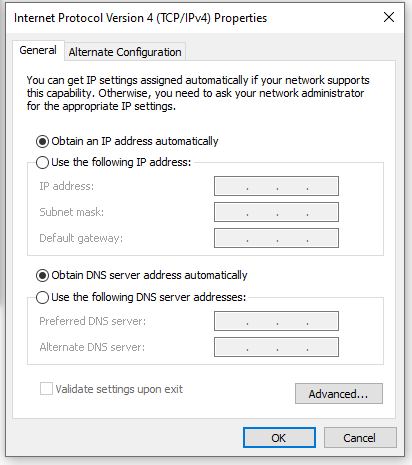 Internet Protocol Version 4 (TCP/IPv4) Properties
General
Alternate Configuration
You can get IP settings assigned automatically if your network supports
this capability. Otherwise, you need to ask your network administrator
for the appropriate IP settings.
Obtain an IP address automatically
Use the following IP address:
IP address:
Subnet mask:
Default gateway:
Obtain DNS server address automatically
Use the following DNS server addresses:
Preferred DNS server:
Alternate DNS server:
Validate settings upon exit
Advanced...
OK
Cancel